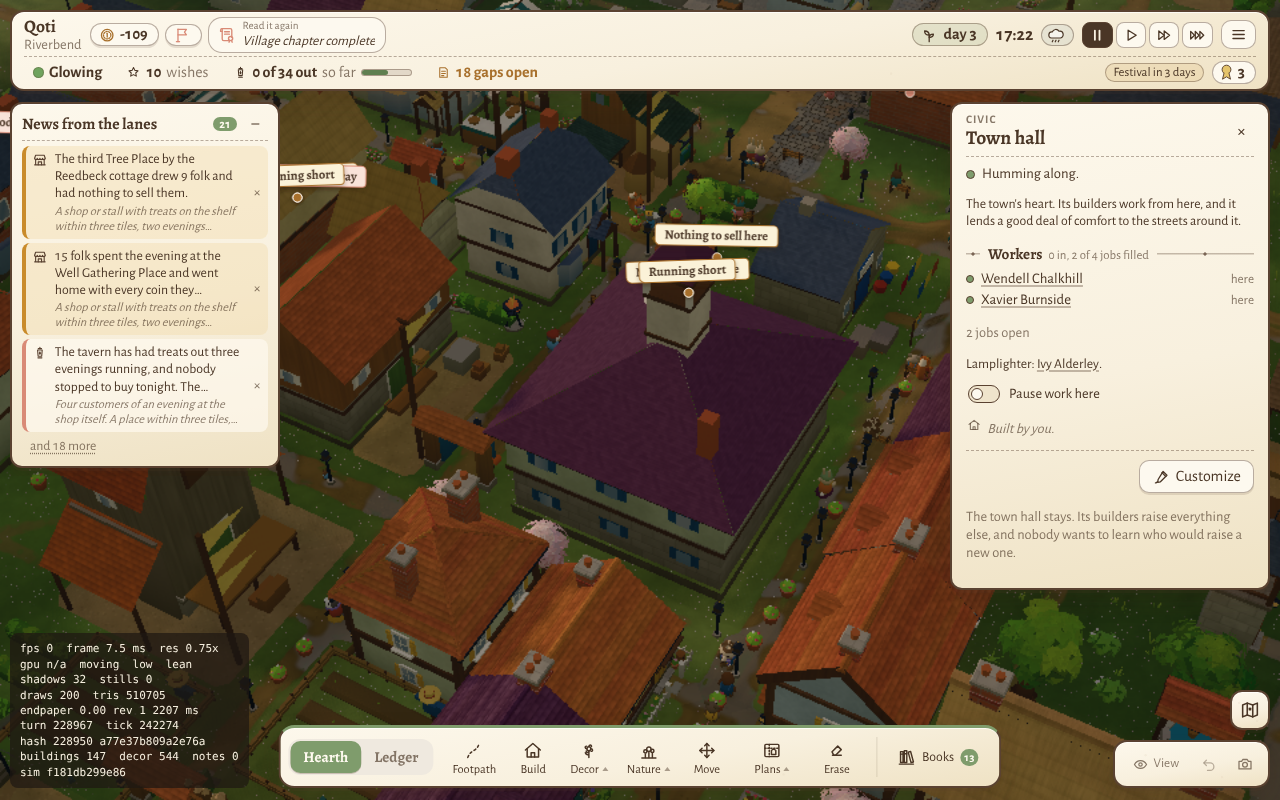 Qoti
Riverbend
-109
Read it again
Village chapter complete
day 3
17:22
Glowing
10 wishes
0 of 34 out so far
18 gaps open
Festival in 3 days
3
News from the lanes
21
The third Tree Place by the
Reedbeck cottage drew 9 folk and
had nothing to sell them.
A shop or stall with treats on the shelf
within three tiles, two evenings...
15 folk spent the evening at the
Well Gathering Place and went
home with every coin they...
A shop or stall with treats on the shelf
within three tiles, two evenings...
The tavern has had treats out three
evenings running, and nobody
stopped to buy tonight. The...
Four customers of an evening at the
shop itself. A place within three tiles,...
and 18 more
ning short
ay
Nothing to sell here
Running short
CIVIC
Town hall
Humming along.
The town's heart. Its builders work from here, and it
lends a good deal of comfort to the streets around it.
Workers 0 in, 2 of 4 jobs filled
Wendell Chalkhill here
Xavier Burnside here
2 jobs open
Lamplighter: Ivy Alderley.
Pause work here
Built by you.
Customize
The town hall stays. Its builders raise everything
else, and nobody wants to learn who would raise a
new one.
fps 0 frame 7.5 ms res 0.75x
gpu n/a moving low lean
shadows 32 stills 0
draws 200 tris 510705
endpaper 0.00 rev 1 2207 ms
turn 228967 tick 242274
hash 228950 a77e37b809a2e76a
buildings 147 decor 544 notes 0
sim f181db299e86
Hearth
Ledger
Footpath
Build
Decor
Nature
Move
Plans
Erase
Books 13
View